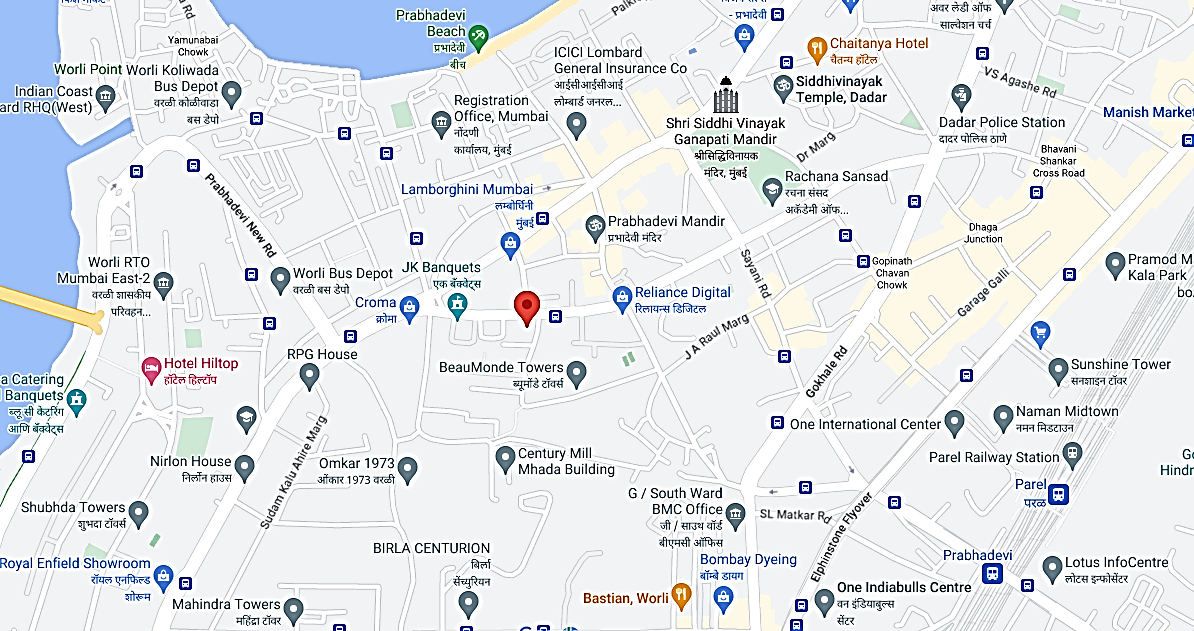 Prabhadevi
Beach
प्रभादेवी
बीच
- प्रभादेवी
अवर लेडी ऑफ
साल्वेशन चर्च
Chaitanya Hotel
चैतन्य हॉटेल
Yamunabai
Chowk
ICICI Lombard
General Insurance Co
आईसीआईसीआई
लोम्बार्ड जनरल...
VS Agashe Rd
Siddhivinayak
Temple, Dadar
Worli Point
Worli Koliwada
Bus Depot
वरळी कोळीवाडा
बस डेपो
Indian Coast
ard RHQ(West)
Registration
Office, Mumbai
नोंदणी
कार्यालय, मुंबई
Shri Siddhi Vinayak
Ganapati Mandir
श्रीसिद्धिविनायक
मंदिर, मुंबई
Dadar Police Station
दादर पोलिस ठाणे
Manish Market
Dr Marg
Bhavani
Shankar
Cross Road
Rachana Sansad
रचना संसद
अकॅडेमी ऑफ...
Lamborghini Mumbai
लम्बोर्घिनी
मुंबई
Prabhadevi New Rd
Prabhadevi Mandir
प्रभादेवी मंदिर
Dhaga
Junction
Worli RTO
Mumbai East-2
वरळी शासकीय
परिवहन...
Worli Bus Depot
वरळी बस डेपो
JK Banquets
एक बँक्वेट्स
Sayani Rd
Gopinath
Chavan
Chowk
Garage Galli
Pramod M
Kala Park
bo
Croma
क्रोमा
Reliance Digital
रिलायन्स डिजिटल
J A Raul Marg
RPG House
Hotel Hiltop
हॉटेल हिल्टॉप
BeauMonde Towers
ब्यूमोंडे टॉवर्स
Gokhale Rd
Sunshine Tower
सनशाइन टॉवर
a Catering
Banquets
ब्लू सी केटरिंग
आणि बँक्वेट्स
Naman Midtown
नमन मिडटाउन
One International Center
Sudam Kalu Ahire Marg
Nirlon House
निर्लोन हाउस
Omkar 1973
ओंकार 1973 वरळी
Century Mill
Mhada Building
Parel Railway Station
Parel
परळ
Go
Hindm
Shubhda Towers
शुभदा टॉवर्स
G / South Ward
BMC Office
जी / साउथ वॉर्ड
बीएमसी ऑफिस
SL Matkar Rd
Elphinstone Flyover
BIRLA CENTURION
बिर्ला
सेंच्युरियन
Royal Enfield Showroom
रॉयल एनफिल्ड
शोरूम
Bombay Dyeing
बॉम्बे डायग
Prabhadevi
Lotus InfoCentre
लोटस इन्फोसेंटर
Mahindra Towers
महिंद्रा टॉवर
Bastian, Worli
One Indiabulls Centre
वन इंडियाबुल्स
सेंटर